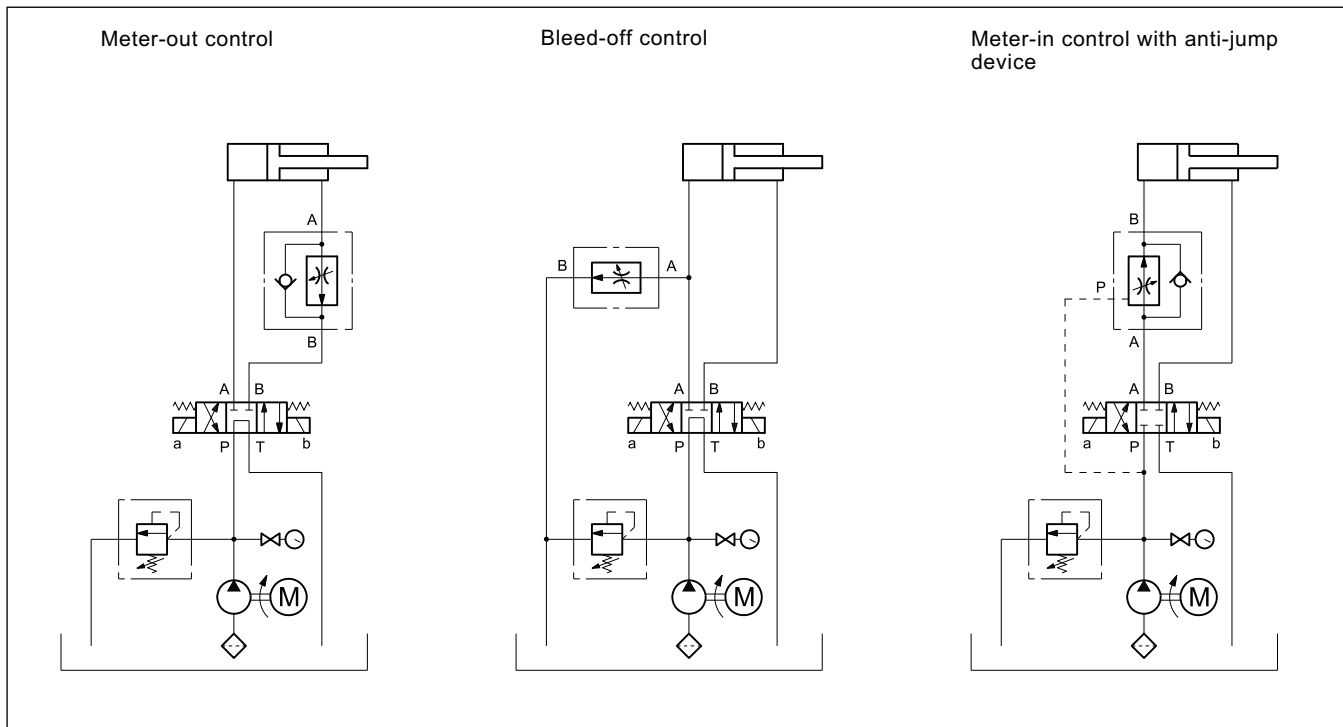 Meter-out control
A
B
A B
a P T b
M
Bleed-off control
B A
A B
a P T b
M
Meter-in control with anti-jump
device
B
P
A
A B
a P T b
M